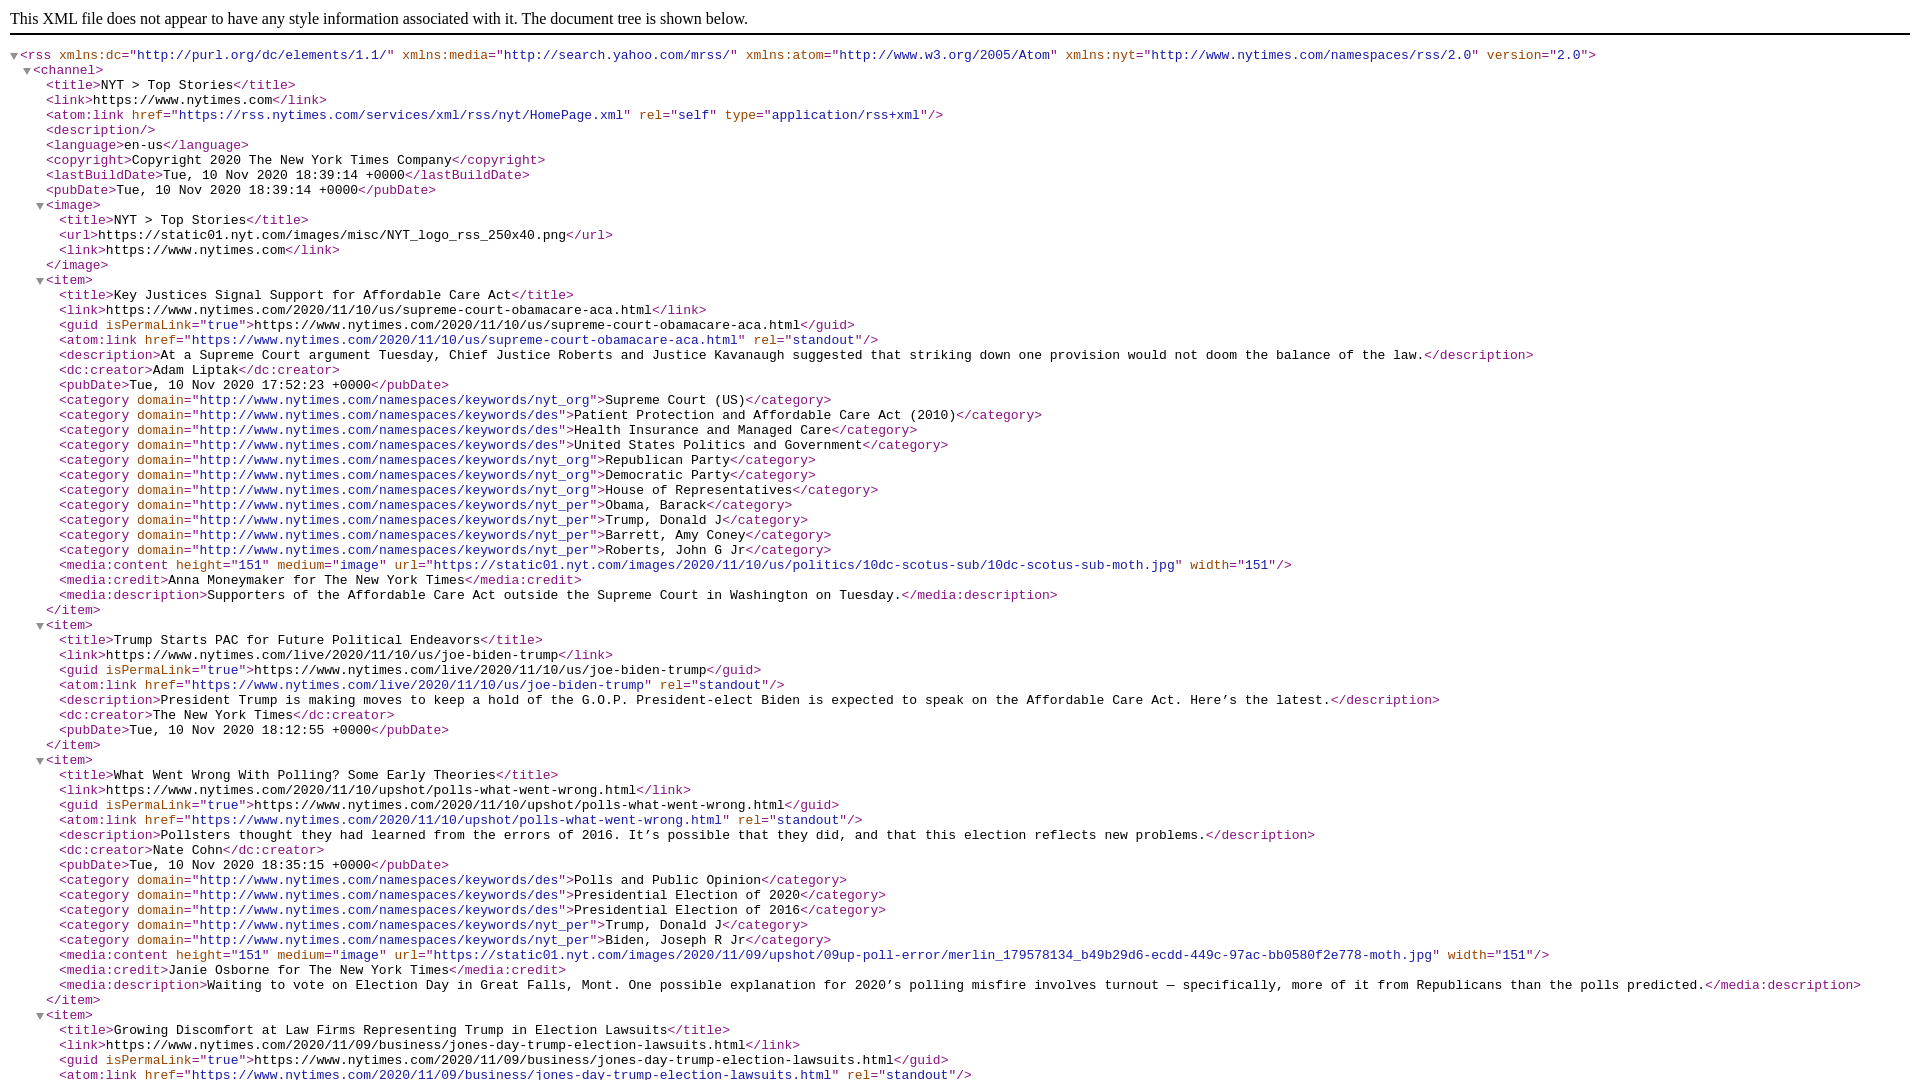 This XML file does not appear to have any style information associated with it. The document tree is shown below.
<rss xmlns:dc="http://purl.org/dc/elements/1.1/" xmlns:media="http://search.yahoo.com/mrss/" xmlns:atom="http://www.w3.org/2005/Atom" xmlns:nyt="http://www.nytimes.com/namespaces/rss/2.0" version="2.0">
<channel>
<title>NYT > Top Stories</title>
<link>https://www.nytimes.com</link>
<atom:link href="https://rss.nytimes.com/services/xml/rss/nyt/HomePage.xml" rel="self" type="application/rss+xml"/>
<description/>
<language>en-us</language>
<copyright>Copyright 2020 The New York Times Company</copyright>
<lastBuildDate>Tue, 10 Nov 2020 18:39:14 +0000</lastBuildDate>
<pubDate>Tue, 10 Nov 2020 18:39:14 +0000</pubDate>
<image>
<title>NYT > Top Stories</title>
<url>https://static01.nyt.com/images/misc/NYT_logo_rss_250x40.png</url>
<link>https://www.nytimes.com</link>
</image>
<item>
<title>Key Justices Signal Support for Affordable Care Act</title>
<link>https://www.nytimes.com/2020/11/10/us/supreme-court-obamacare-aca.html</link>
<guid isPermaLink="true">https://www.nytimes.com/2020/11/10/us/supreme-court-obamacare-aca.html</guid>
<atom:link href="https://www.nytimes.com/2020/11/10/us/supreme-court-obamacare-aca.html" rel="standout"/>
<description>At a Supreme Court argument Tuesday, Chief Justice Roberts and Justice Kavanaugh suggested that striking down one provision would not doom the balance of the law.</description>
<dc:creator>Adam Liptak</dc:creator>
<pubDate>Tue, 10 Nov 2020 17:52:23 +0000</pubDate>
<category domain="http://www.nytimes.com/namespaces/keywords/nyt_org">Supreme Court (US)</category>
<category domain="http://www.nytimes.com/namespaces/keywords/des">Patient Protection and Affordable Care Act (2010)</category>
<category domain="http://www.nytimes.com/namespaces/keywords/des">Health Insurance and Managed Care</category>
<category domain="http://www.nytimes.com/namespaces/keywords/des">United States Politics and Government</category>
<category domain="http://www.nytimes.com/namespaces/keywords/nyt_org">Republican Party</category>
<category domain="http://www.nytimes.com/namespaces/keywords/nyt_org">Democratic Party</category>
<category domain="http://www.nytimes.com/namespaces/keywords/nyt_org">House of Representatives</category>
<category domain="http://www.nytimes.com/namespaces/keywords/nyt_per">Obama, Barack</category>
<category domain="http://www.nytimes.com/namespaces/keywords/nyt_per">Trump, Donald J</category>
<category domain="http://www.nytimes.com/namespaces/keywords/nyt_per">Barrett, Amy Coney</category>
<category domain="http://www.nytimes.com/namespaces/keywords/nyt_per">Roberts, John G Jr</category>
<media:content height="151" medium="image" url="https://static01.nyt.com/images/2020/11/10/us/politics/10dc-scotus-sub/10dc-scotus-sub-moth.jpg" width="151"/>
<media:credit>Anna Moneymaker for The New York Times</media:credit>
<media:description>Supporters of the Affordable Care Act outside the Supreme Court in Washington on Tuesday.</media:description>
</item>
<item>
<title>Trump Starts PAC for Future Political Endeavors</title>
<link>https://www.nytimes.com/live/2020/11/10/us/joe-biden-trump</link>
<guid isPermaLink="true">https://www.nytimes.com/live/2020/11/10/us/joe-biden-trump</guid>
<atom:link href="https://www.nytimes.com/live/2020/11/10/us/joe-biden-trump" rel="standout"/>
<description>President Trump is making moves to keep a hold of the G.O.P. President-elect Biden is expected to speak on the Affordable Care Act. Here’s the latest.</description>
<dc:creator>The New York Times</dc:creator>
<pubDate>Tue, 10 Nov 2020 18:12:55 +0000</pubDate>
</item>
<item>
<title>What Went Wrong With Polling? Some Early Theories</title>
<link>https://www.nytimes.com/2020/11/10/upshot/polls-what-went-wrong.html</link>
<guid isPermaLink="true">https://www.nytimes.com/2020/11/10/upshot/polls-what-went-wrong.html</guid>
<atom:link href="https://www.nytimes.com/2020/11/10/upshot/polls-what-went-wrong.html" rel="standout"/>
<description>Pollsters thought they had learned from the errors of 2016. It’s possible that they did, and that this election reflects new problems.</description>
<dc:creator>Nate Cohn</dc:creator>
<pubDate>Tue, 10 Nov 2020 18:35:15 +0000</pubDate>
<category domain="http://www.nytimes.com/namespaces/keywords/des">Polls and Public Opinion</category>
<category domain="http://www.nytimes.com/namespaces/keywords/des">Presidential Election of 2020</category>
<category domain="http://www.nytimes.com/namespaces/keywords/des">Presidential Election of 2016</category>
<category domain="http://www.nytimes.com/namespaces/keywords/nyt_per">Trump, Donald J</category>
<category domain="http://www.nytimes.com/namespaces/keywords/nyt_per">Biden, Joseph R Jr</category>
<media:content height="151" medium="image" url="https://static01.nyt.com/images/2020/11/09/upshot/09up-poll-error/merlin_179578134_b49b29d6-ecdd-449c-97ac-bb0580f2e778-moth.jpg" width="151"/>
<media:credit>Janie Osborne for The New York Times</media:credit>
<media:description>Waiting to vote on Election Day in Great Falls, Mont. One possible explanation for 2020’s polling misfire involves turnout — specifically, more of it from Republicans than the polls predicted.</media:description>
</item>
<item>
<title>Growing Discomfort at Law Firms Representing Trump in Election Lawsuits</title>
<link>https://www.nytimes.com/2020/11/09/business/jones-day-trump-election-lawsuits.html</link>
<guid isPermaLink="true">https://www.nytimes.com/2020/11/09/business/jones-day-trump-election-lawsuits.html</guid>
<atom:link href="https://www.nytimes.com/2020/11/09/business/jones-day-trump-election-lawsuits.html" rel="standout"/>